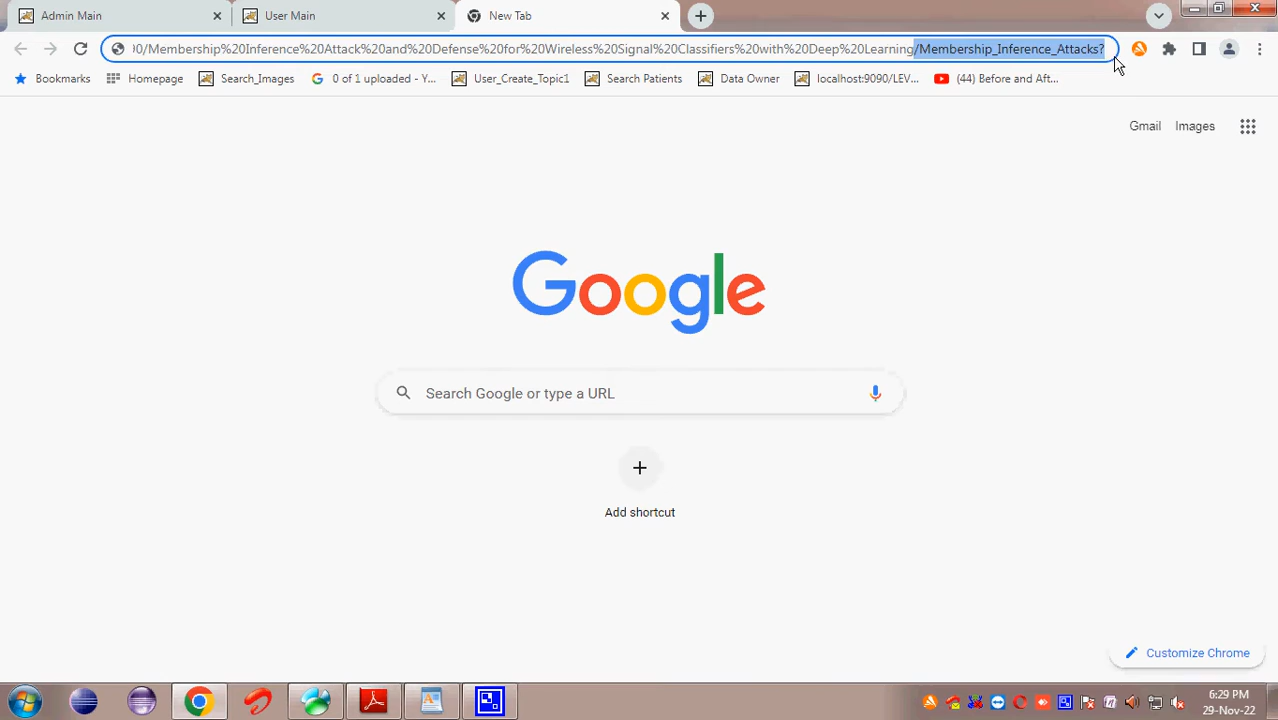 Admin Main
User Main
New Tab
90/Membership%20Inference%20Attack%20and%20Defense%20for%20Wireless%20Signal%20Classifiers%20with%20Deep%20Learning/Membership_Inference_Attacks?
Bookmarks
Homepage
Search_Images
0 of 1 uploaded - Y...
User_Create_Topic1
Search Patients
Data Owner
localhost:9090/LEV...
(44) Before and Aft...
Gmail
Images
Google
Search Google or type a URL
Add shortcut
Customize Chrome
6:29 PM
29-Nov-22